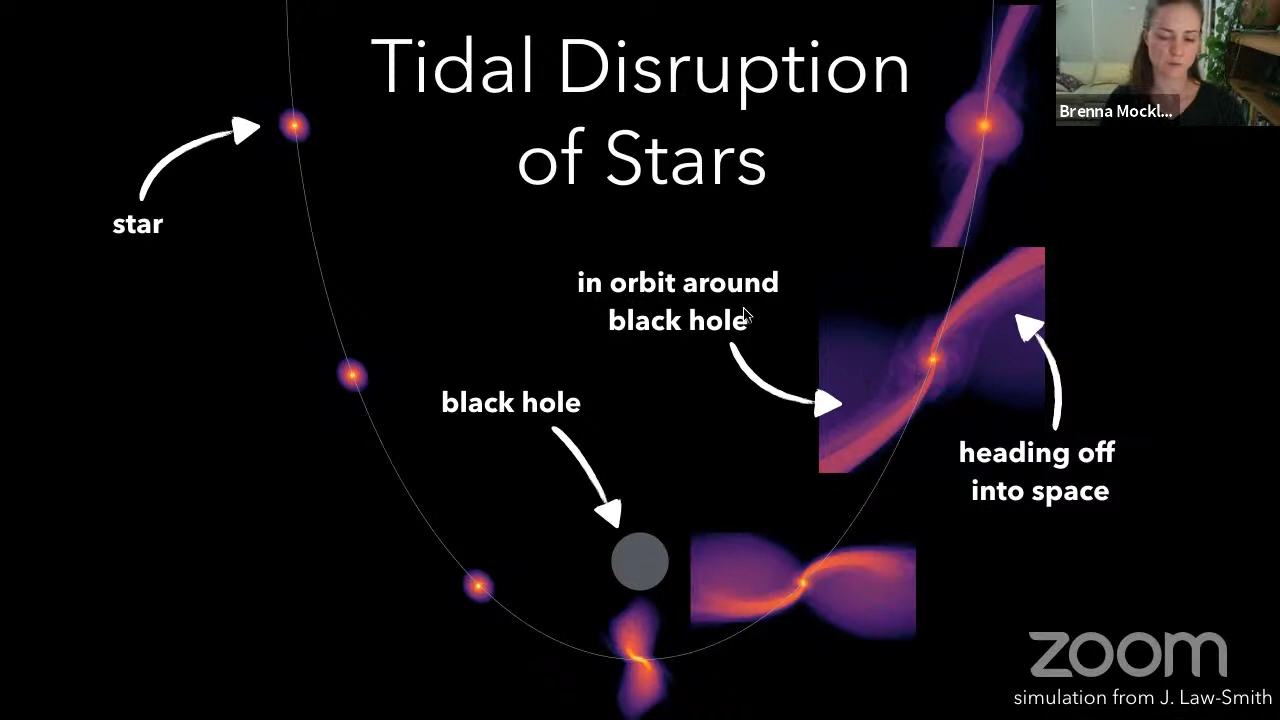 Tidal Disruption
of Stars
Brenna Mockl...
star
in orbit around
black hole
black hole
heading off
into space
zoom
simulation from J. Law-Smith